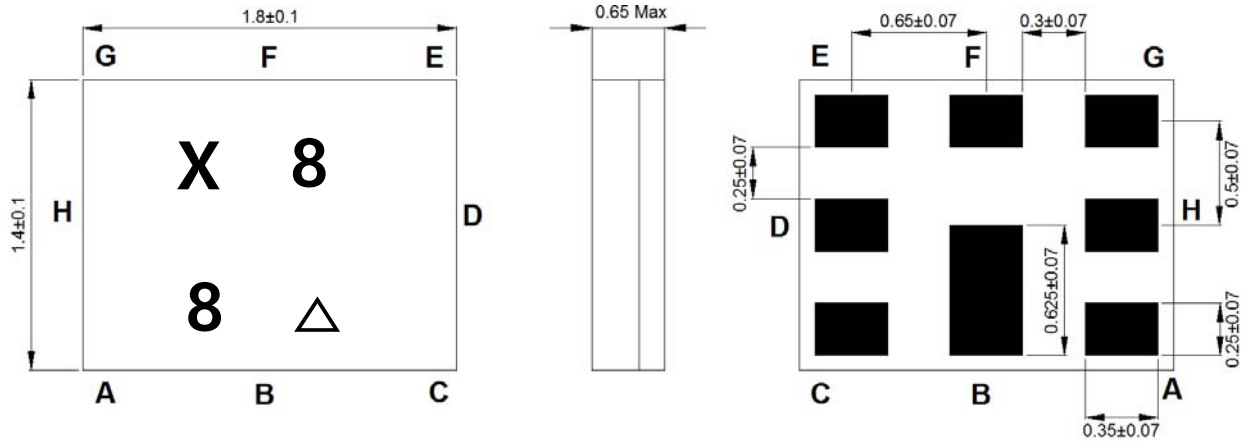 1.8±0.1
G F E
X 8
H D
1.4±0.1
8 △
A B C
0.65 Max
0.65±0.07
0.3±0.07
E F G
0.25±0.07
0.5±0.07
D H
0.625±0.07
0.25±0.07
C B A
0.35±0.07